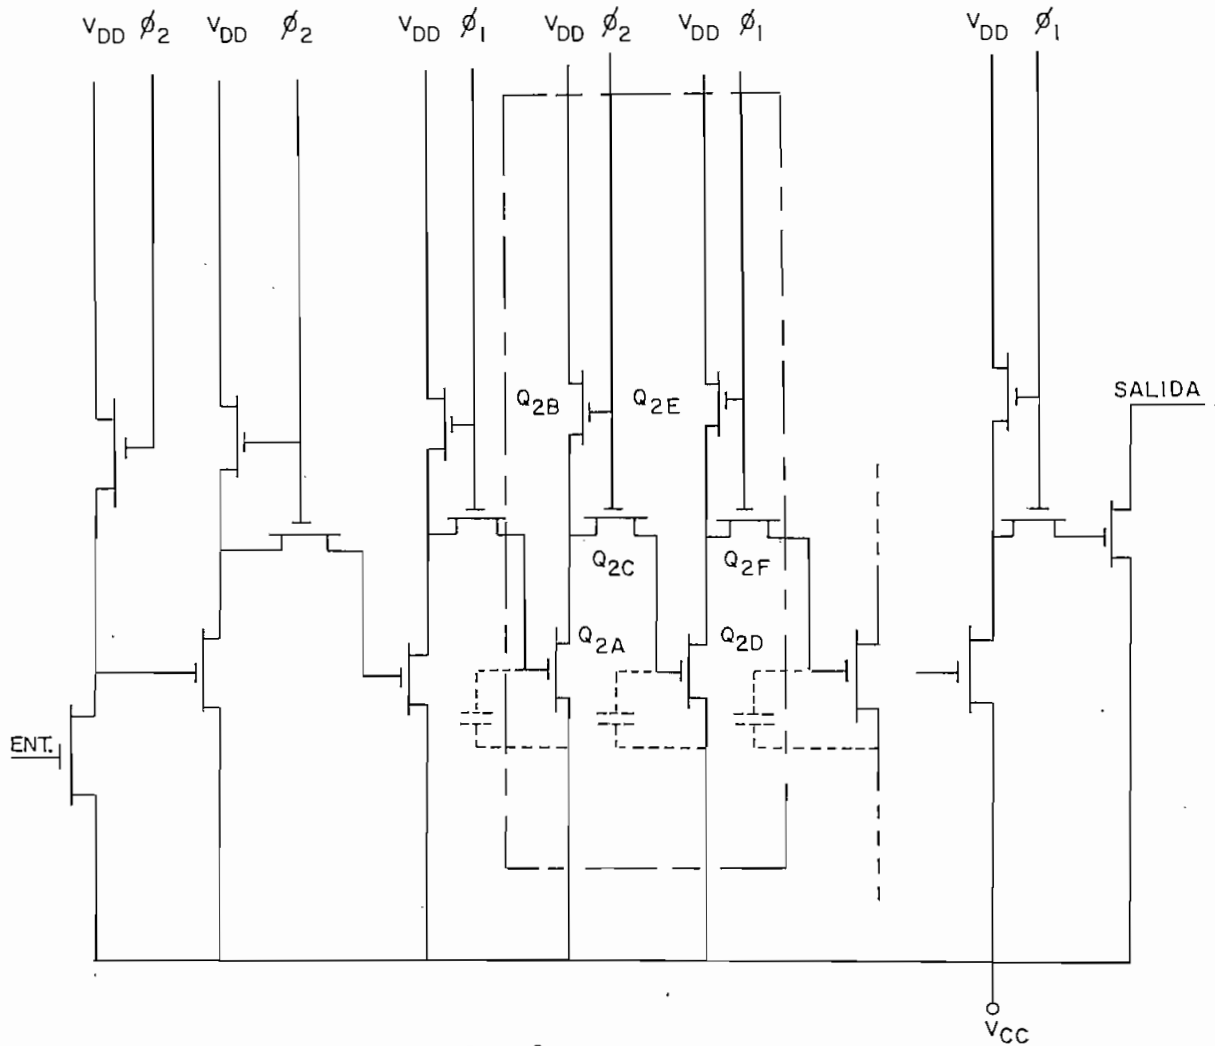 VDD ϕ2 VDD ϕ2 VDD ϕ1 VDD ϕ2 VDD ϕ1 VDD ϕ1
SALIDA
Q2B Q2E
Q2C Q2F
Q2A Q2D
ENT.
VCC